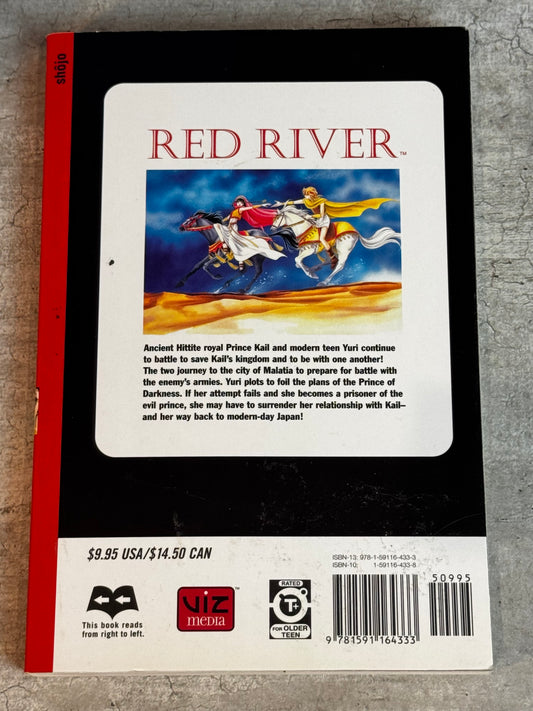 shōjo
RED RIVER™
Ancient Hittite royal Prince Kail and modern teen Yuri continue
to battle to save Kail's kingdom and to be with one another!
The two journey to the city of Malatia to prepare for battle with
the enemy's armies. Yuri plots to foil the plans of the Prince of
Darkness. If her attempt fails and she becomes a prisoner of the
evil prince, she may have to surrender her relationship with Kail—
and her way back to modern-day Japan!
$9.95 USA/$14.50 CAN
ISBN-13: 978-1-59116-433-3
ISBN-10: 1-59116-433-8
This book reads
from right to left.
VIZ
MEDIA
RATED
T+
FOR OLDER
TEEN
50995
9 781591 164333